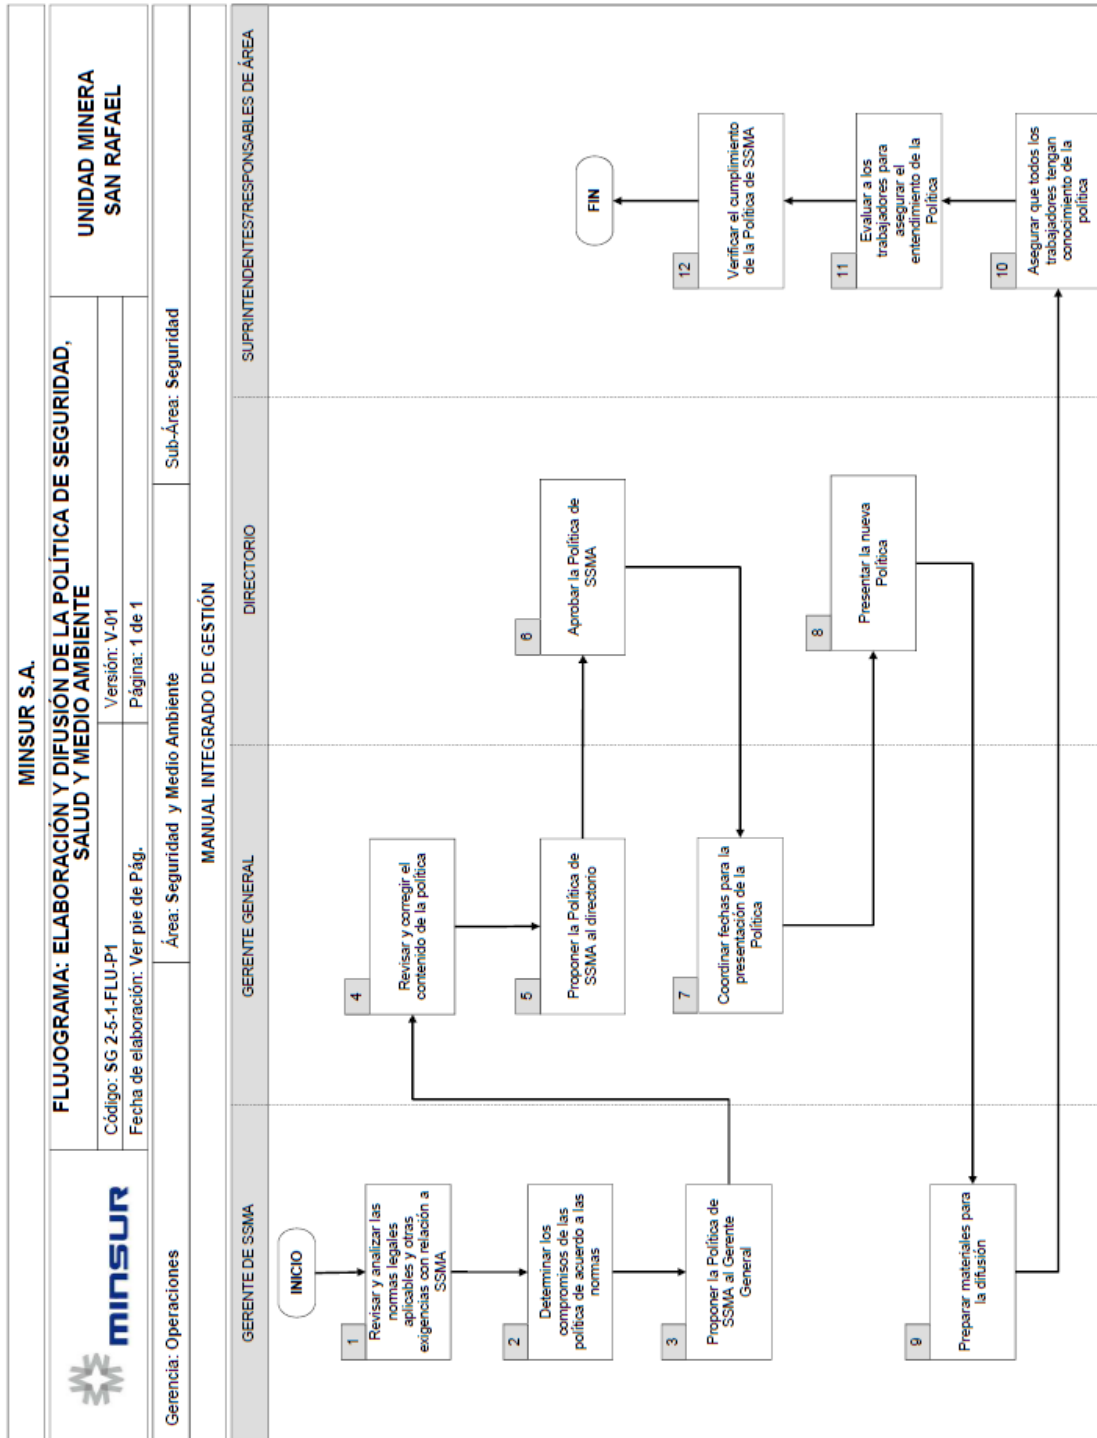 MINSUR S.A.
minsur
FLUJOGRAMA: ELABORACIÓN Y DIFUSIÓN DE LA POLÍTICA DE SEGURIDAD,
SALUD Y MEDIO AMBIENTE
Código: SG 2-5-1-FLU-P1
Versión: V-01
Fecha de elaboración: Ver pie de Pág.
Página: 1 de 1
UNIDAD MINERA
SAN RAFAEL
Gerencia: Operaciones
Área: Seguridad y Medio Ambiente
Sub-Área: Seguridad
MANUAL INTEGRADO DE GESTIÓN
GERENTE DE SSMA
GERENTE GENERAL
DIRECTORIO
SUPRINTENDENTES7RESPONSABLES DE ÁREA
INICIO
1
Revisar y analizar las
normas legales
aplicables y otras
exigencias con relación a
SSMA
2
Determinar los
compromisos de las
política de acuerdo a las
normas
3
Proponer la Política de
SSMA al Gerente
General
4
Revisar y corregir el
contenido de la política
5
Proponer la Política de
SSMA al directorio
6
Aprobar la Política de
SSMA
7
Coordinar fechas para la
presentación de la
Política
8
Presentar la nueva
Política
9
Preparar materiales para
la difusión
10
Asegurar que todos los
trabajadores tengan
conocimiento de la
política
11
Evaluar a los
trabajadores para
asegurar el
entendimiento de la
Política
12
Verificar el cumplimiento
de la Política de SSMA
FIN